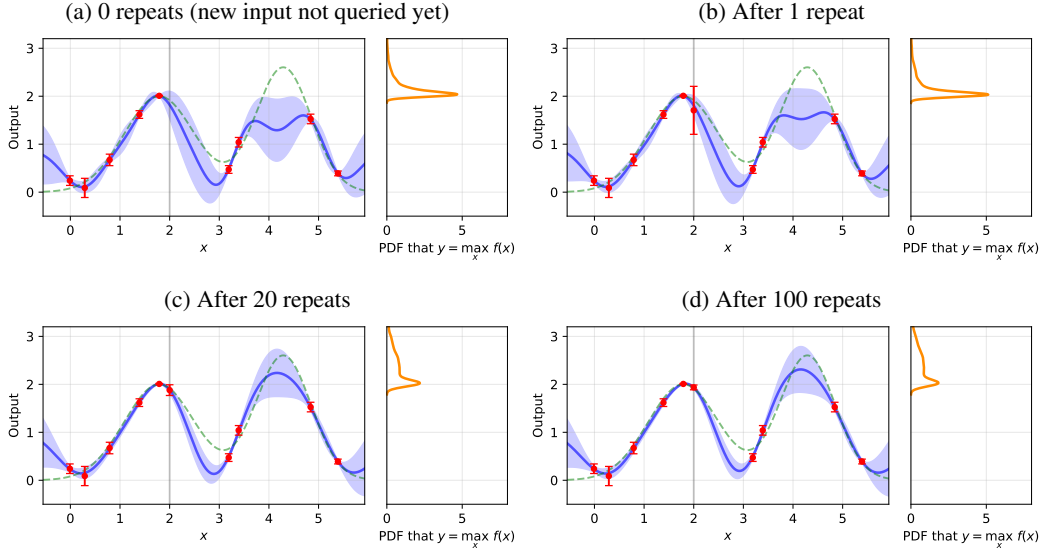 (a) 0 repeats (new input not queried yet)
3
2
1
0
Output
0 1 2 3 4 5
x
0 5
PDF that y = max f(x)
x
(b) After 1 repeat
3
2
1
0
Output
0 1 2 3 4 5
x
0 5
PDF that y = max f(x)
x
(c) After 20 repeats
3
2
1
0
Output
0 1 2 3 4 5
x
0 5
PDF that y = max f(x)
x
(d) After 100 repeats
3
2
1
0
Output
0 1 2 3 4 5
x
0 5
PDF that y = max f(x)
x